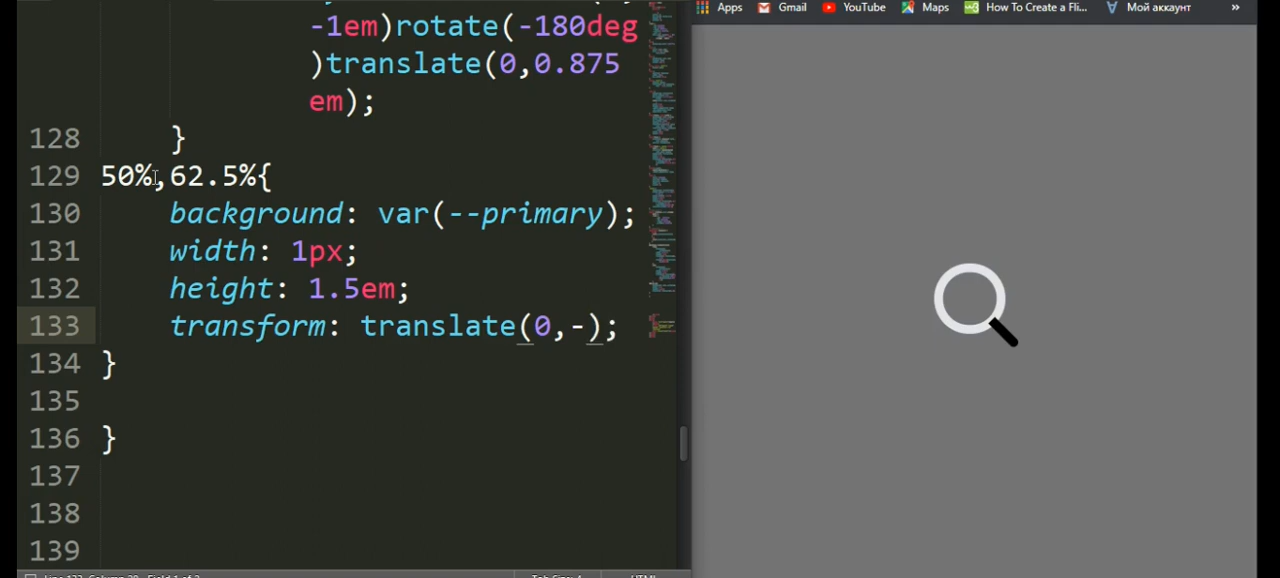 -1em)rotate(-180deg
)translate(0,0.875
em);
128 }
129 50%,62.5%{
130 background: var(--primary);
131 width: 1px;
132 height: 1.5em;
133 transform: translate(0,-);
134 }
135
136 }
137
138
139
Apps Gmail YouTube Maps How To Create a Fli... Мой аккаунт »